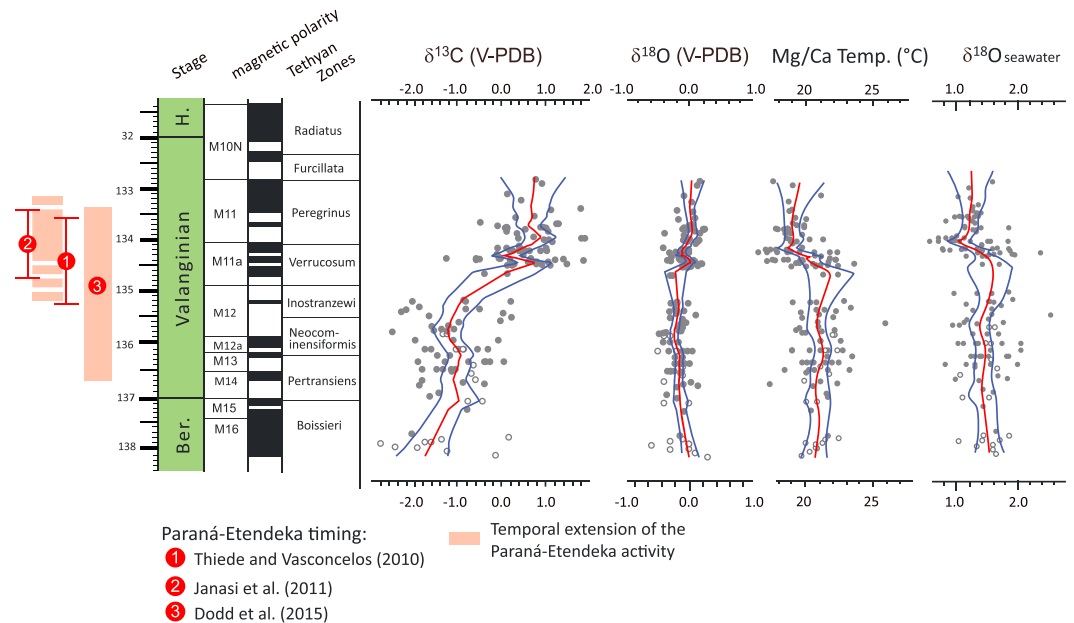 Stage
magnetic polarity
Tethyan
Zones
δ13C (V-PDB)
δ18O (V-PDB)
Mg/Ca Temp. (°C)
δ18O seawater
-2.0 -1.0 0.0 1.0 2.0
-1.0 0.0 1.0
20 25
1.0 2.0
H.
Valanginian
Ber.
32
133
134
135
136
137
138
M10N
M11
M11a
M12
M12a
M13
M14
M15
M16
Radiatus
Furcillata
Peregrinus
Verrucosum
Inostranzewi
Neocom-
inensiformis
Pertransiens
Boissieri
2
1
3
-2.0 -1.0 0.0 1.0
-1.0 0.0 1.0
20 25
1.0 2.0
Paraná-Etendeka timing:
1 Thiede and Vasconcelos (2010)
2 Janasi et al. (2011)
3 Dodd et al. (2015)
Temporal extension of the
Paraná-Etendeka activity